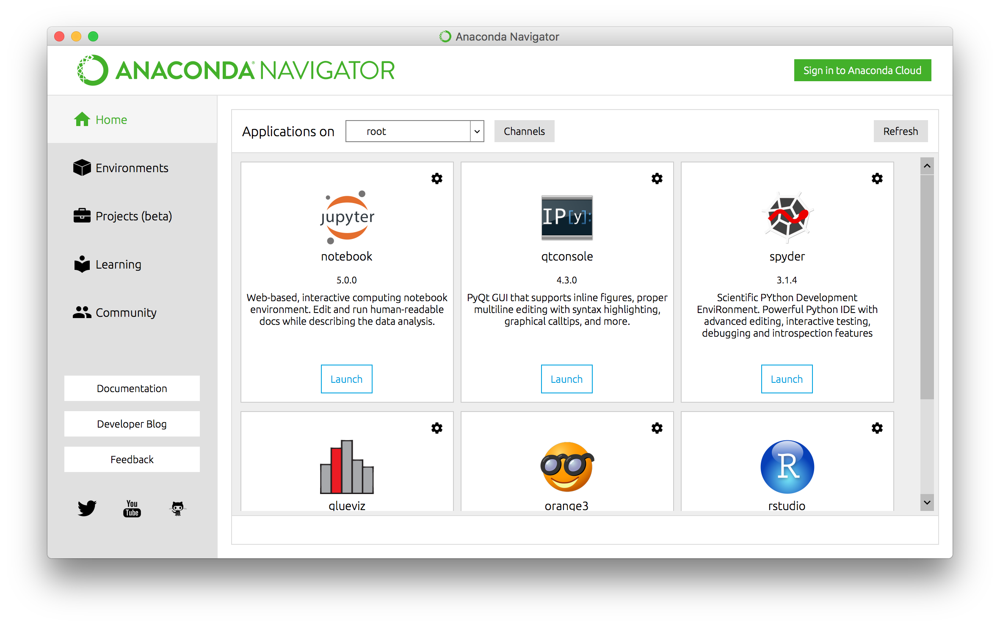 Anaconda Navigator
ANACONDA® NAVIGATOR
Sign in to Anaconda Cloud
Home
Environments
Projects (beta)
Learning
Community
Documentation
Developer Blog
Feedback
You
Tube
Applications on
root
Channels
Refresh
jupyter
notebook
5.0.0
Web-based, interactive computing notebook
environment. Edit and run human-readable
docs while describing the data analysis.
Launch
IP[y]:
qtconsole
4.3.0
PyQt GUI that supports inline figures, proper
multiline editing with syntax highlighting,
graphical calltips, and more.
Launch
spyder
3.1.4
Scientific PYthon Development
EnviRonment. Powerful Python IDE with
advanced editing, interactive testing,
debugging and introspection features
Launch
glueviz
orange3
R
rstudio